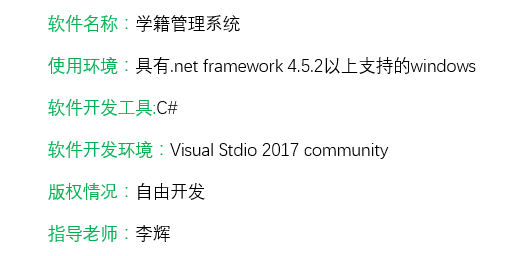 软件名称：学籍管理系统
使用环境：具有.net framework 4.5.2以上支持的windows
软件开发工具:C#
软件开发环境：Visual Stdio 2017 community
版权情况：自由开发
指导老师：李辉